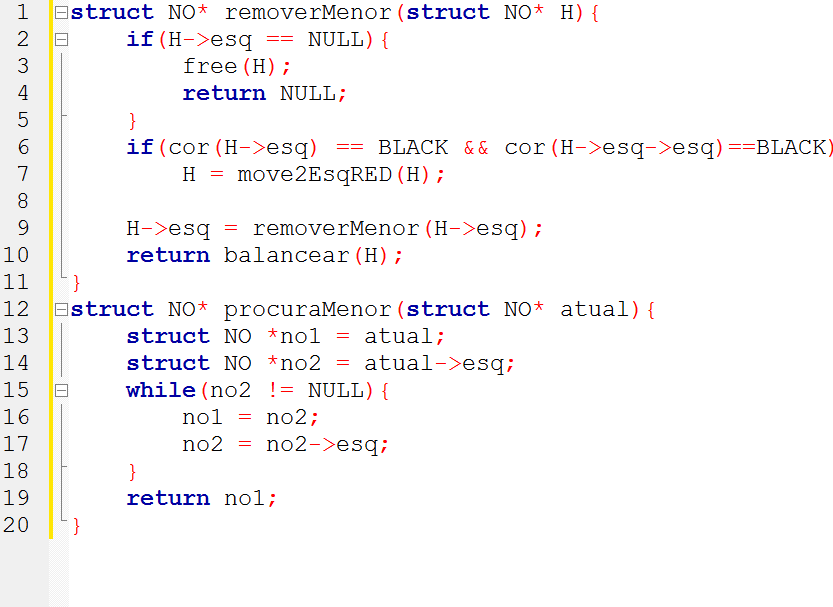 1 struct NO* removerMenor(struct NO* H){
2     if(H->esq == NULL){
3         free(H);
4         return NULL;
5     }
6     if(cor(H->esq) == BLACK && cor(H->esq->esq)==BLACK)
7         H = move2EsqRED(H);
8
9     H->esq = removerMenor(H->esq);
10     return balancear(H);
11 }
12 struct NO* procuraMenor(struct NO* atual){
13     struct NO *no1 = atual;
14     struct NO *no2 = atual->esq;
15     while(no2 != NULL){
16         no1 = no2;
17         no2 = no2->esq;
18     }
19     return no1;
20 }